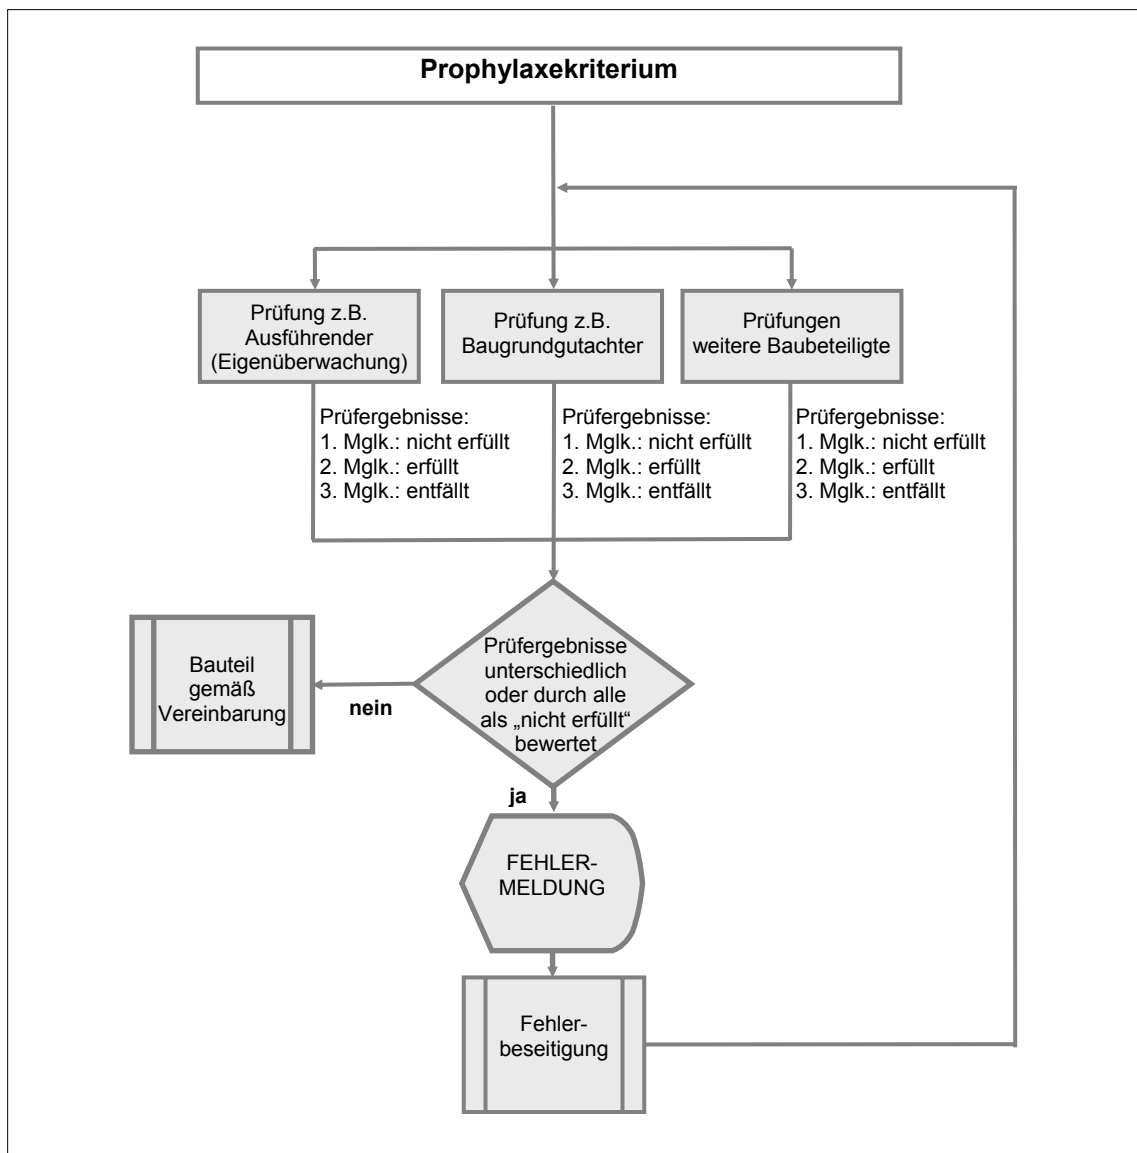 Prophylaxekriterium
Prüfung z.B.
Ausführender
(Eigenüberwachung)
Prüfung z.B.
Baugrundgutachter
Prüfungen
weitere Baubeteiligte
Prüfergebnisse:
1. Mglk.: nicht erfüllt
2. Mglk.: erfüllt
3. Mglk.: entfällt
Prüfergebnisse:
1. Mglk.: nicht erfüllt
2. Mglk.: erfüllt
3. Mglk.: entfällt
Prüfergebnisse:
1. Mglk.: nicht erfüllt
2. Mglk.: erfüllt
3. Mglk.: entfällt
Prüfergebnisse
unterschiedlich
oder durch alle
als „nicht erfüllt“
bewertet
nein
Bauteil
gemäß
Vereinbarung
ja
FEHLER-
MELDUNG
Fehler-
beseitigung